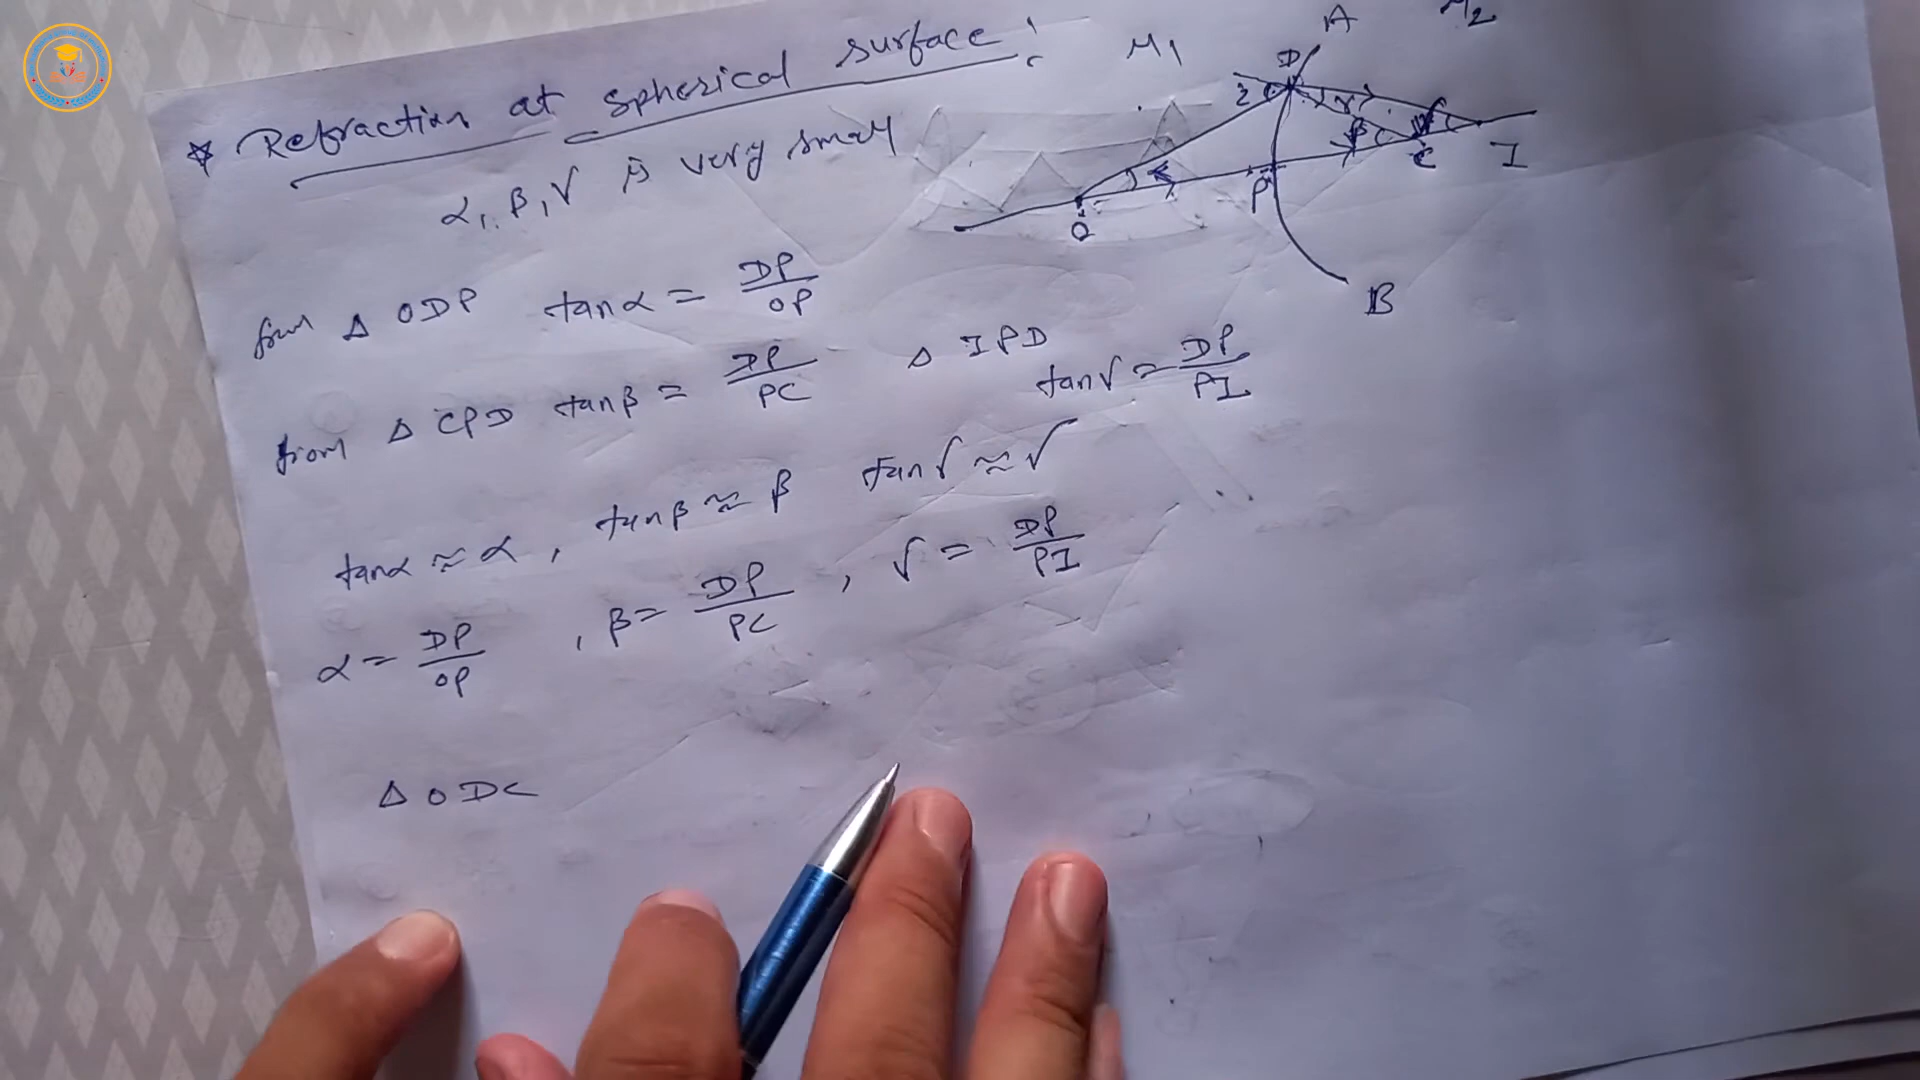 ☆ Refraction at spherical surface:
α, β, γ is very small
from Δ ODP tanα = DP/OP
from Δ CPD tanβ = DP/PC Δ IPD tanγ = DP/PI
tanα ≈ α, tanβ ≈ β tanγ ≈ γ
α = DP/OP , β = DP/PC , γ = DP/PI
Δ ODC
A
μ1
μ2
D
i
r
α
β
O
P
C
I
B